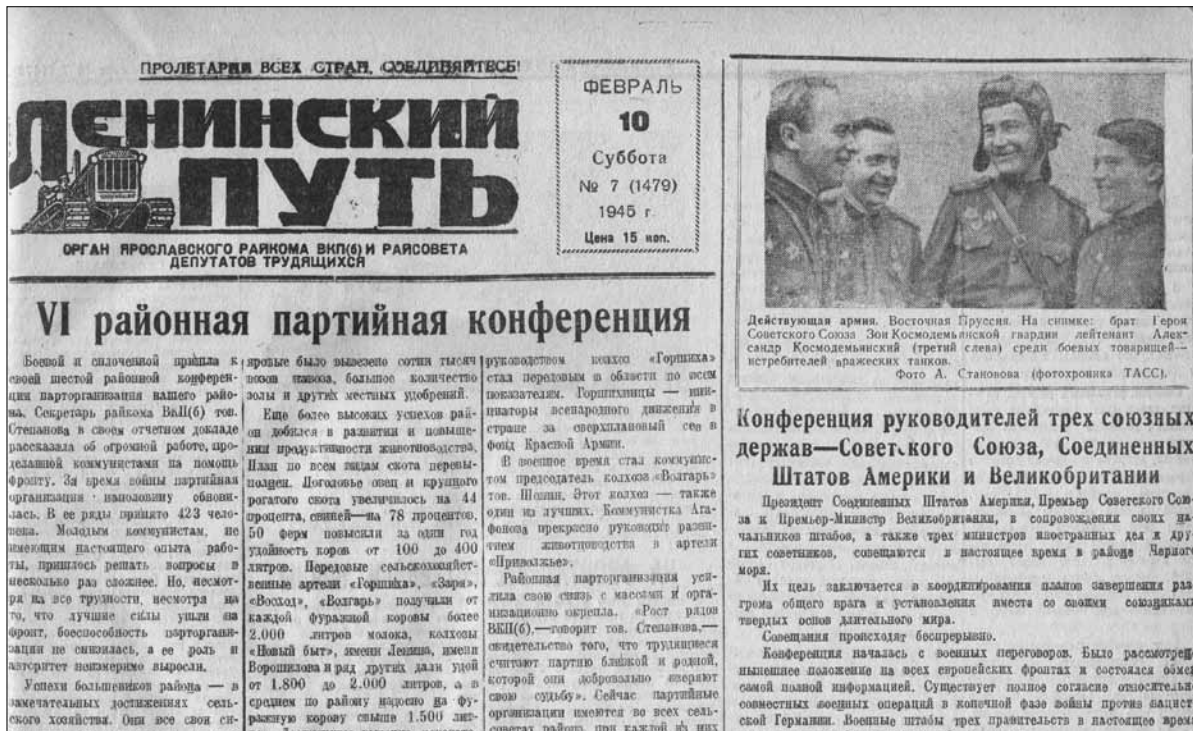 ПРОЛЕТАРИИ ВСЕХ СТРАН, СОЕДИНЯЙТЕСЬ!
ЛЕНИНСКИЙ
ПУТЬ
ОРГАН ЯРОСЛАВСКОГО РАЙКОМА ВКП(б) И РАЙСОВЕТА
ДЕПУТАТОВ ТРУДЯЩИХСЯ
ФЕВРАЛЬ
10
Суббота
№ 7 (1479)
1945 г.
Цена 15 коп.
VI районная партийная конференция
Боевой и сплоченной пришла к
своей шестой районной конферен-
ции парторганизация нашего райо-
на. Секретарь райкома ВКП(б) тов.
Степанова в своем отчетном докладе
рассказала об огромной работе, про-
деланной коммунистами на помощь
фронту. За время войны партийная
организация наполовину обнови-
лась. В ее ряды принято 423 чело-
века. Молодым коммунистам, не
имеющим настоящего опыта рабо-
ты, пришлось решать вопросы в
несколько раз сложнее. Но, несмот-
ря на все трудности, несмотря на
то, что лучшие силы ушли на
фронт, боеспособность парторгани-
зации не снизилась, а ее роль и
авторитет неизмеримо выросли.
Успехи большевиков района — в
замечательных достижениях сель-
ского хозяйства. Они все свои си-
яровые было вывезено сотни тысяч
возов навоза, большое количество
золы и других местных удобрений.
Еще более высоких успехов рай-
он добился в развитии и повыше-
нии продуктивности животноводства.
План по всем видам скота перевы-
полнен. Поголовье овец и крупного
рогатого скота увеличилось на 44
процента, свиней—на 78 процентов.
50 ферм повысили за один год
удойность коров от 100 до 400
литров. Передовые сельскохозяйст-
венные артели «Горшиха», «Заря»,
«Восход», «Волгарь» получили от
каждой фуражной коровы более
2.000 литров молока, колхозы
«Новый быт», имени Ленина, имени
Ворошилова и ряд других дали удой
от 1.800 до 2.000 литров, а в
среднем по району надоено на фу-
ражную корову свыше 1.500 лит-
руководством колхоз «Горшиха»
стал передовым в области по всем
показателям. Горшихинцы — ини-
циаторы всенародного движения в
стране за сверхплановый сев в
фонд Красной Армии.
В военное время стал коммунис-
том председатель колхоза «Волгарь»
тов. Этот колхоз — также
один из лучших. Коммунистка Ага-
фонова прекрасно руководит разви-
тием животноводства в артели
«Приволжье».
Районная парторганизация уси-
лила свою связь с массами и орга-
низационно окрепла. «Рост рядов
ВКП(б),—говорит тов. Степанова,—
свидетельство того, что трудящиеся
считают партию близкой и родной,
которой они добровольно вверяют
свою судьбу». Сейчас партийные
организации имеются во всех сель-
советах района, при каждой из них
Действующая армия. Восточная Пруссия. На снимке: брат Героя
Советского Союза Зои Космодемьянской гвардии лейтенант Алек-
сандр Космодемьянский (третий слева) среди боевых товарищей—
истребителей вражеских танков.
Фото А. Становова (фотохроника ТАСС).
Конференция руководителей трех союзных
держав—Советского Союза, Соединенных
Штатов Америки и Великобритании
Президент Соединенных Штатов Америки, Премьер Советского Сою-
за и Премьер-Министр Великобритании, в сопровождении своих на-
чальников штабов, а также трех министров иностранных дел и дру-
гих советников, совещаются в настоящее время в районе Черного
моря.
Их цель заключается в координировании планов завершения раз-
грома общего врага и установления вместе со своими союзниками
твердых основ длительного мира.
Совещания происходят беспрерывно.
Конференция началась с военных переговоров. Было рассмотрено
нынешнее положение на всех европейских фронтах и состоялся обмен
самой полной информацией. Существует полное согласие относительно
совместных военных операций в конечной фазе войны против нацист-
ской Германии. Военные штабы трех правительств в настоящее время